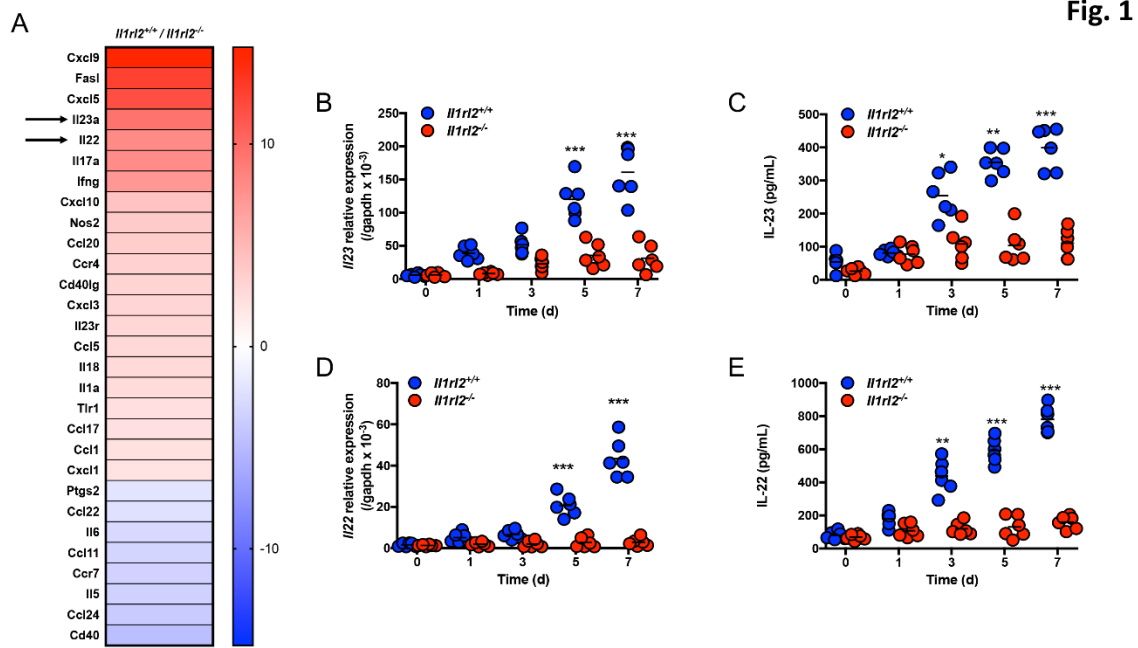 Fig. 1
A
Il1rl2+/+ / Il1rl2-/-
Cxcl9
Fasl
Cxcl5
Il23a
Il22
Il17a
Ifng
Cxcl10
Nos2
Ccl20
Ccr4
Cd40lg
Cxcl3
Il23r
Ccl5
Il18
Il1a
Tlr1
Ccl17
Ccl1
Cxcl1
Ptgs2
Ccl22
Il6
Ccl11
Ccr7
Il5
Ccl24
Cd40
10
0
-10
B
Il1rl2+/+
Il1rl2-/-
Il23 relative expression
(/gapdh x 10-3)
250
200
150
100
50
0
***
***
0 1 3 5 7
Time (d)
C
Il1rl2+/+
Il1rl2-/-
IL-23 (pg/mL)
500
400
300
200
100
0
*
**
***
0 1 3 5 7
Time (d)
D
Il1rl2+/+
Il1rl2-/-
Il22 relative expression
(/gapdh x 10-3)
80
60
40
20
0
***
***
0 1 3 5 7
Time (d)
E
Il1rl2+/+
Il1rl2-/-
IL-22 (pg/mL)
1000
800
600
400
200
0
**
***
***
0 1 3 5 7
Time (d)